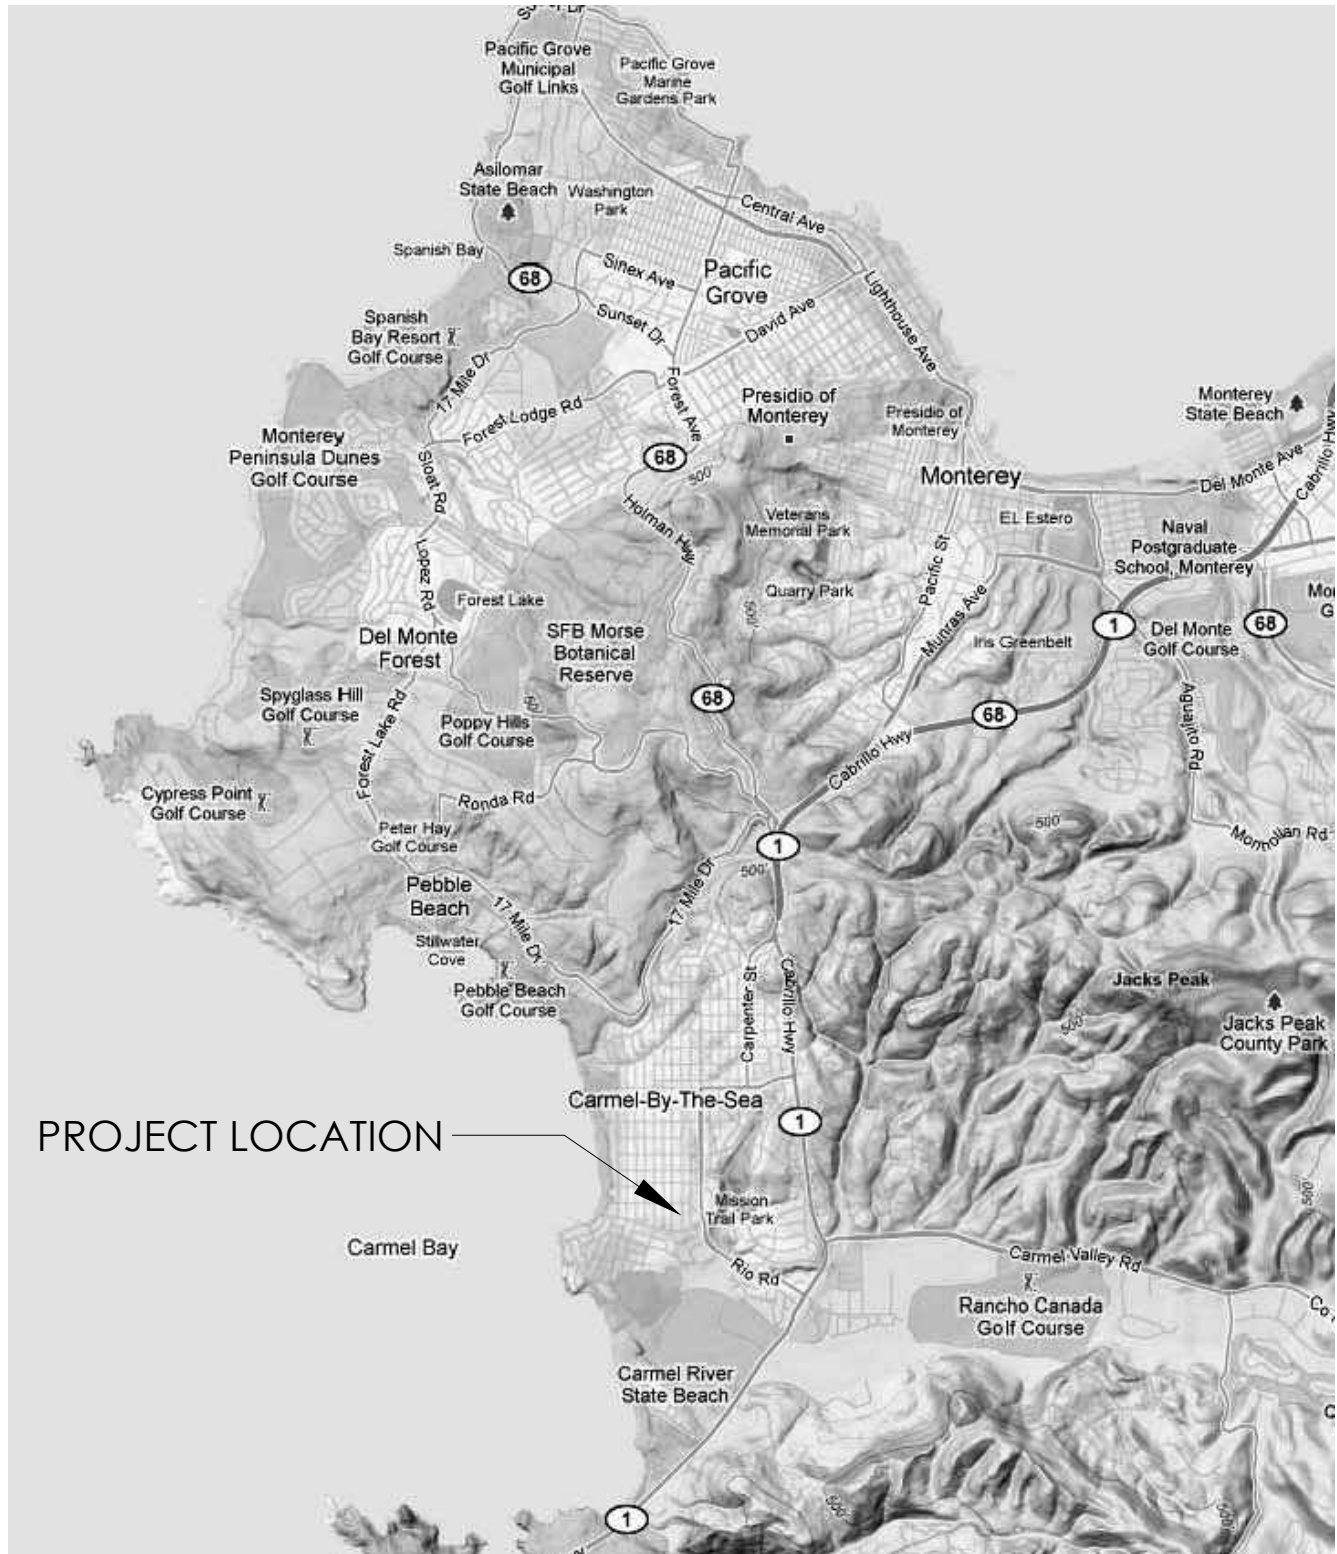 Pacific Grove
Municipal
Golf Links
Pacific Grove
Marine
Gardens Park
Asilomar
State Beach
Washington
Park
Central Ave
Spanish Bay
68
Sinex Ave
Pacific
Grove
Lighthouse Ave
Spanish
Bay Resort
Golf Course
Sunset Dr
David Ave
17 Mile Dr
Forest Lodge Rd
Forest Ave
Presidio of
Monterey
Presidio of
Monterey
Monterey
State Beach
Monterey
Peninsula Dunes
Golf Course
Sloat Rd
68
500'
Monterey
Del Monte Ave
Cabrillo Hwy
Holman Hwy
Veterans
Memorial Park
EL Estero
Naval
Postgraduate
School, Monterey
Lopez Rd
Forest Lake
Quarry Park
500'
Pacific St
Munras Ave
Del Monte
Forest
SFB Morse
Botanical
Reserve
Iris Greenbelt
1
Del Monte
Golf Course
68
Spyglass Hill
Golf Course
Forest Lake Rd
Poppy Hills
Golf Course
68
68
Aguajito Rd
Cabrillo Hwy
Cypress Point
Golf Course
Ronda Rd
Peter Hay
Golf Course
1
500'
500'
Pebble
Beach
17 Mile Dr
17 Mile Dr
Stillwater
Cove
Pebble Beach
Golf Course
Carpenter St
Cabrillo Hwy
Jacks Peak
500'
Jacks Peak
County Park
Carmel-By-The-Sea
PROJECT LOCATION
1
Mission
Trail Park
500'
Carmel Bay
Rio Rd
Carmel Valley Rd
Rancho Canada
Golf Course
Carmel River
State Beach
500'
500'
1